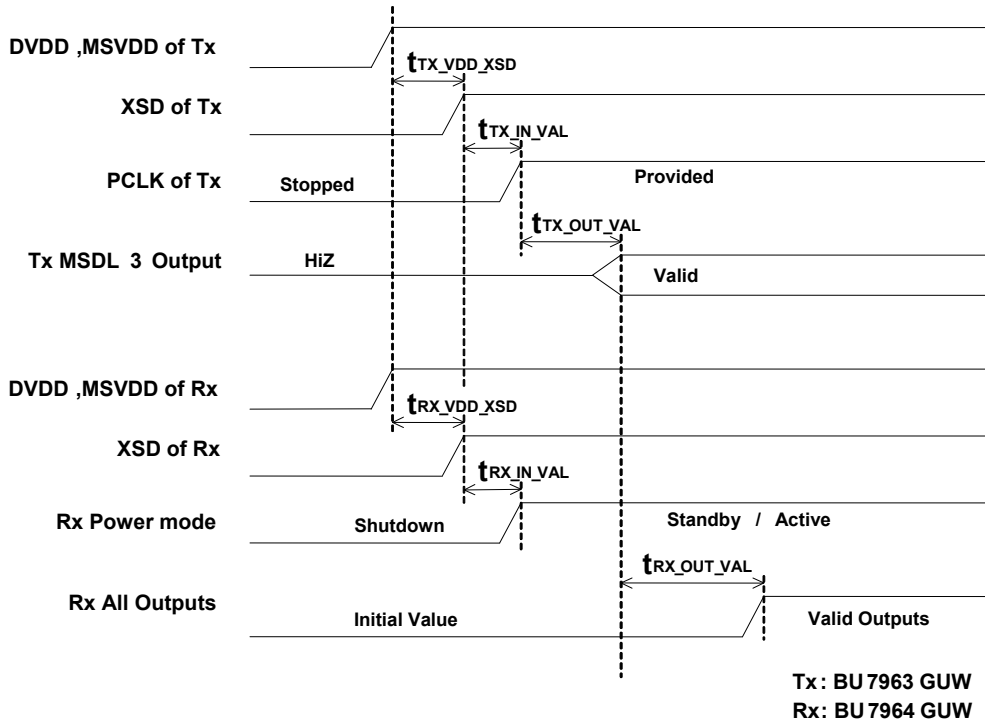 DVDD ,MSVDD of Tx
tTX_VDD_XSD
XSD of Tx
tTX_IN_VAL
PCLK of Tx
Stopped
Provided
tTX_OUT_VAL
Tx MSDL 3 Output
HiZ
Valid
DVDD ,MSVDD of Rx
tRX_VDD_XSD
XSD of Rx
tRX_IN_VAL
Rx Power mode
Shutdown
Standby / Active
tRX_OUT_VAL
Rx All Outputs
Initial Value
Valid Outputs
Tx: BU 7963 GUW
Rx: BU 7964 GUW